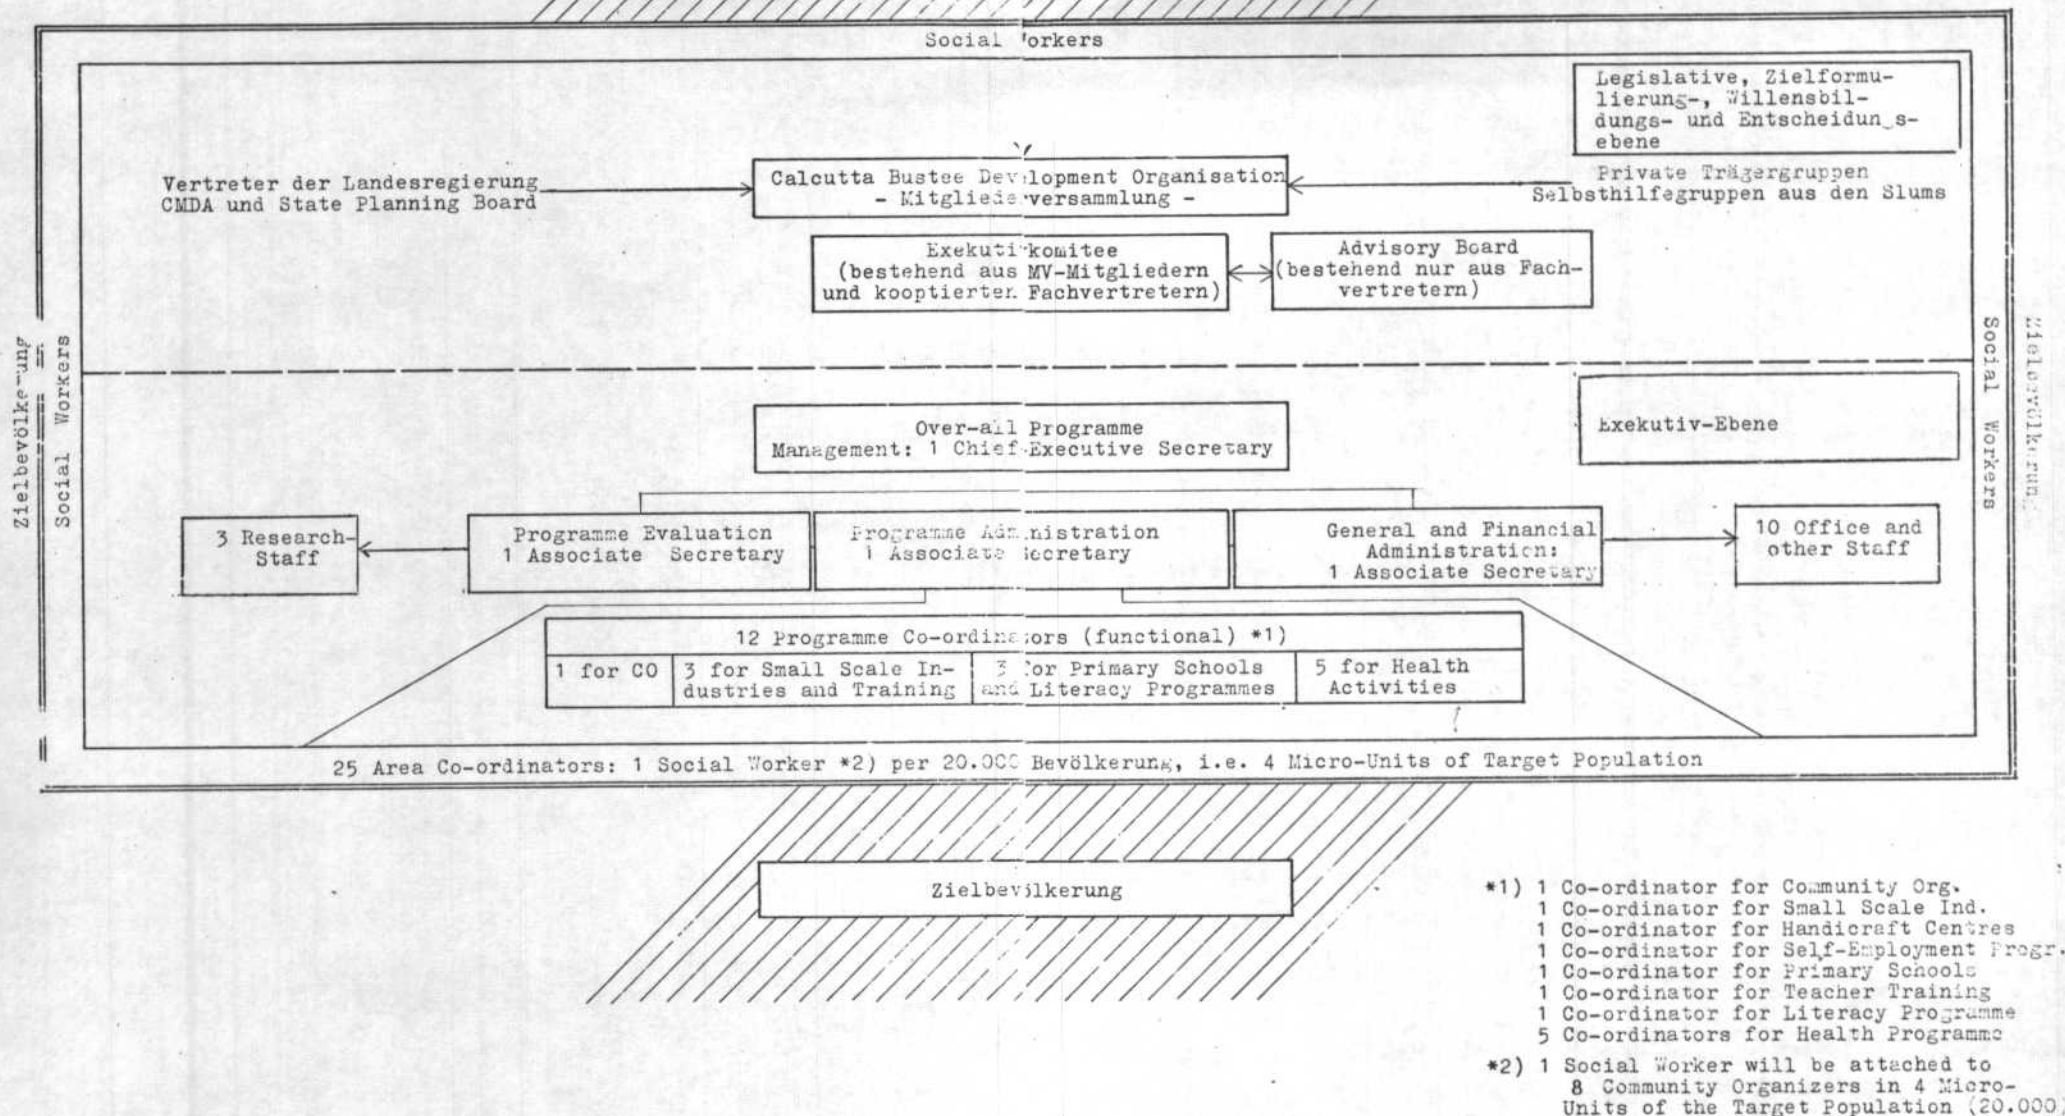 Social orkers
Legislative, Zielformu-
lierung-, Willensbil-
dungs- und Entscheidun s-
ebene
Vertreter der Landesregierung
CMDA und State Planning Board
Calcutta Bustee Development Organisation
- Mitgliederversammlung -
Private Trägergruppen
Selbsthilfegruppen aus den Slums
Exekutivkomitee
(bestehend aus MV-Mitgliedern
und kooptierten Fachvertretern)
Advisory Board
(bestehend nur aus Fach-
vertretern)
Zielbevölkerung
Social Workers
Social Workers
Zielbevölkerung
Over-all Programme
Management: 1 Chief Executive Secretary
Exekutiv-Ebene
3 Research-
Staff
Programme Evaluation
1 Associate Secretary
Programme Administration
1 Associate Secretary
General and Financial
Administration:
1 Associate Secretary
10 Office and
other Staff
12 Programme Co-ordinators (functional) *1)
1 for CO
3 for Small Scale In-
dustries and Training
3 for Primary Schools
and Literacy Programmes
5 for Health
Activities
25 Area Co-ordinators: 1 Social Worker *2) per 20.000 Bevölkerung, i.e. 4 Micro-Units of Target Population
Zielbevölkerung
*1) 1 Co-ordinator for Community Org.
1 Co-ordinator for Small Scale Ind.
1 Co-ordinator for Handicraft Centres
1 Co-ordinator for Self-Employment Progr.
1 Co-ordinator for Primary Schools
1 Co-ordinator for Teacher Training
1 Co-ordinator for Literacy Programme
5 Co-ordinators for Health Programme
*2) 1 Social Worker will be attached to
8 Community Organizers in 4 Micro-
Units of the Target Population (20.000